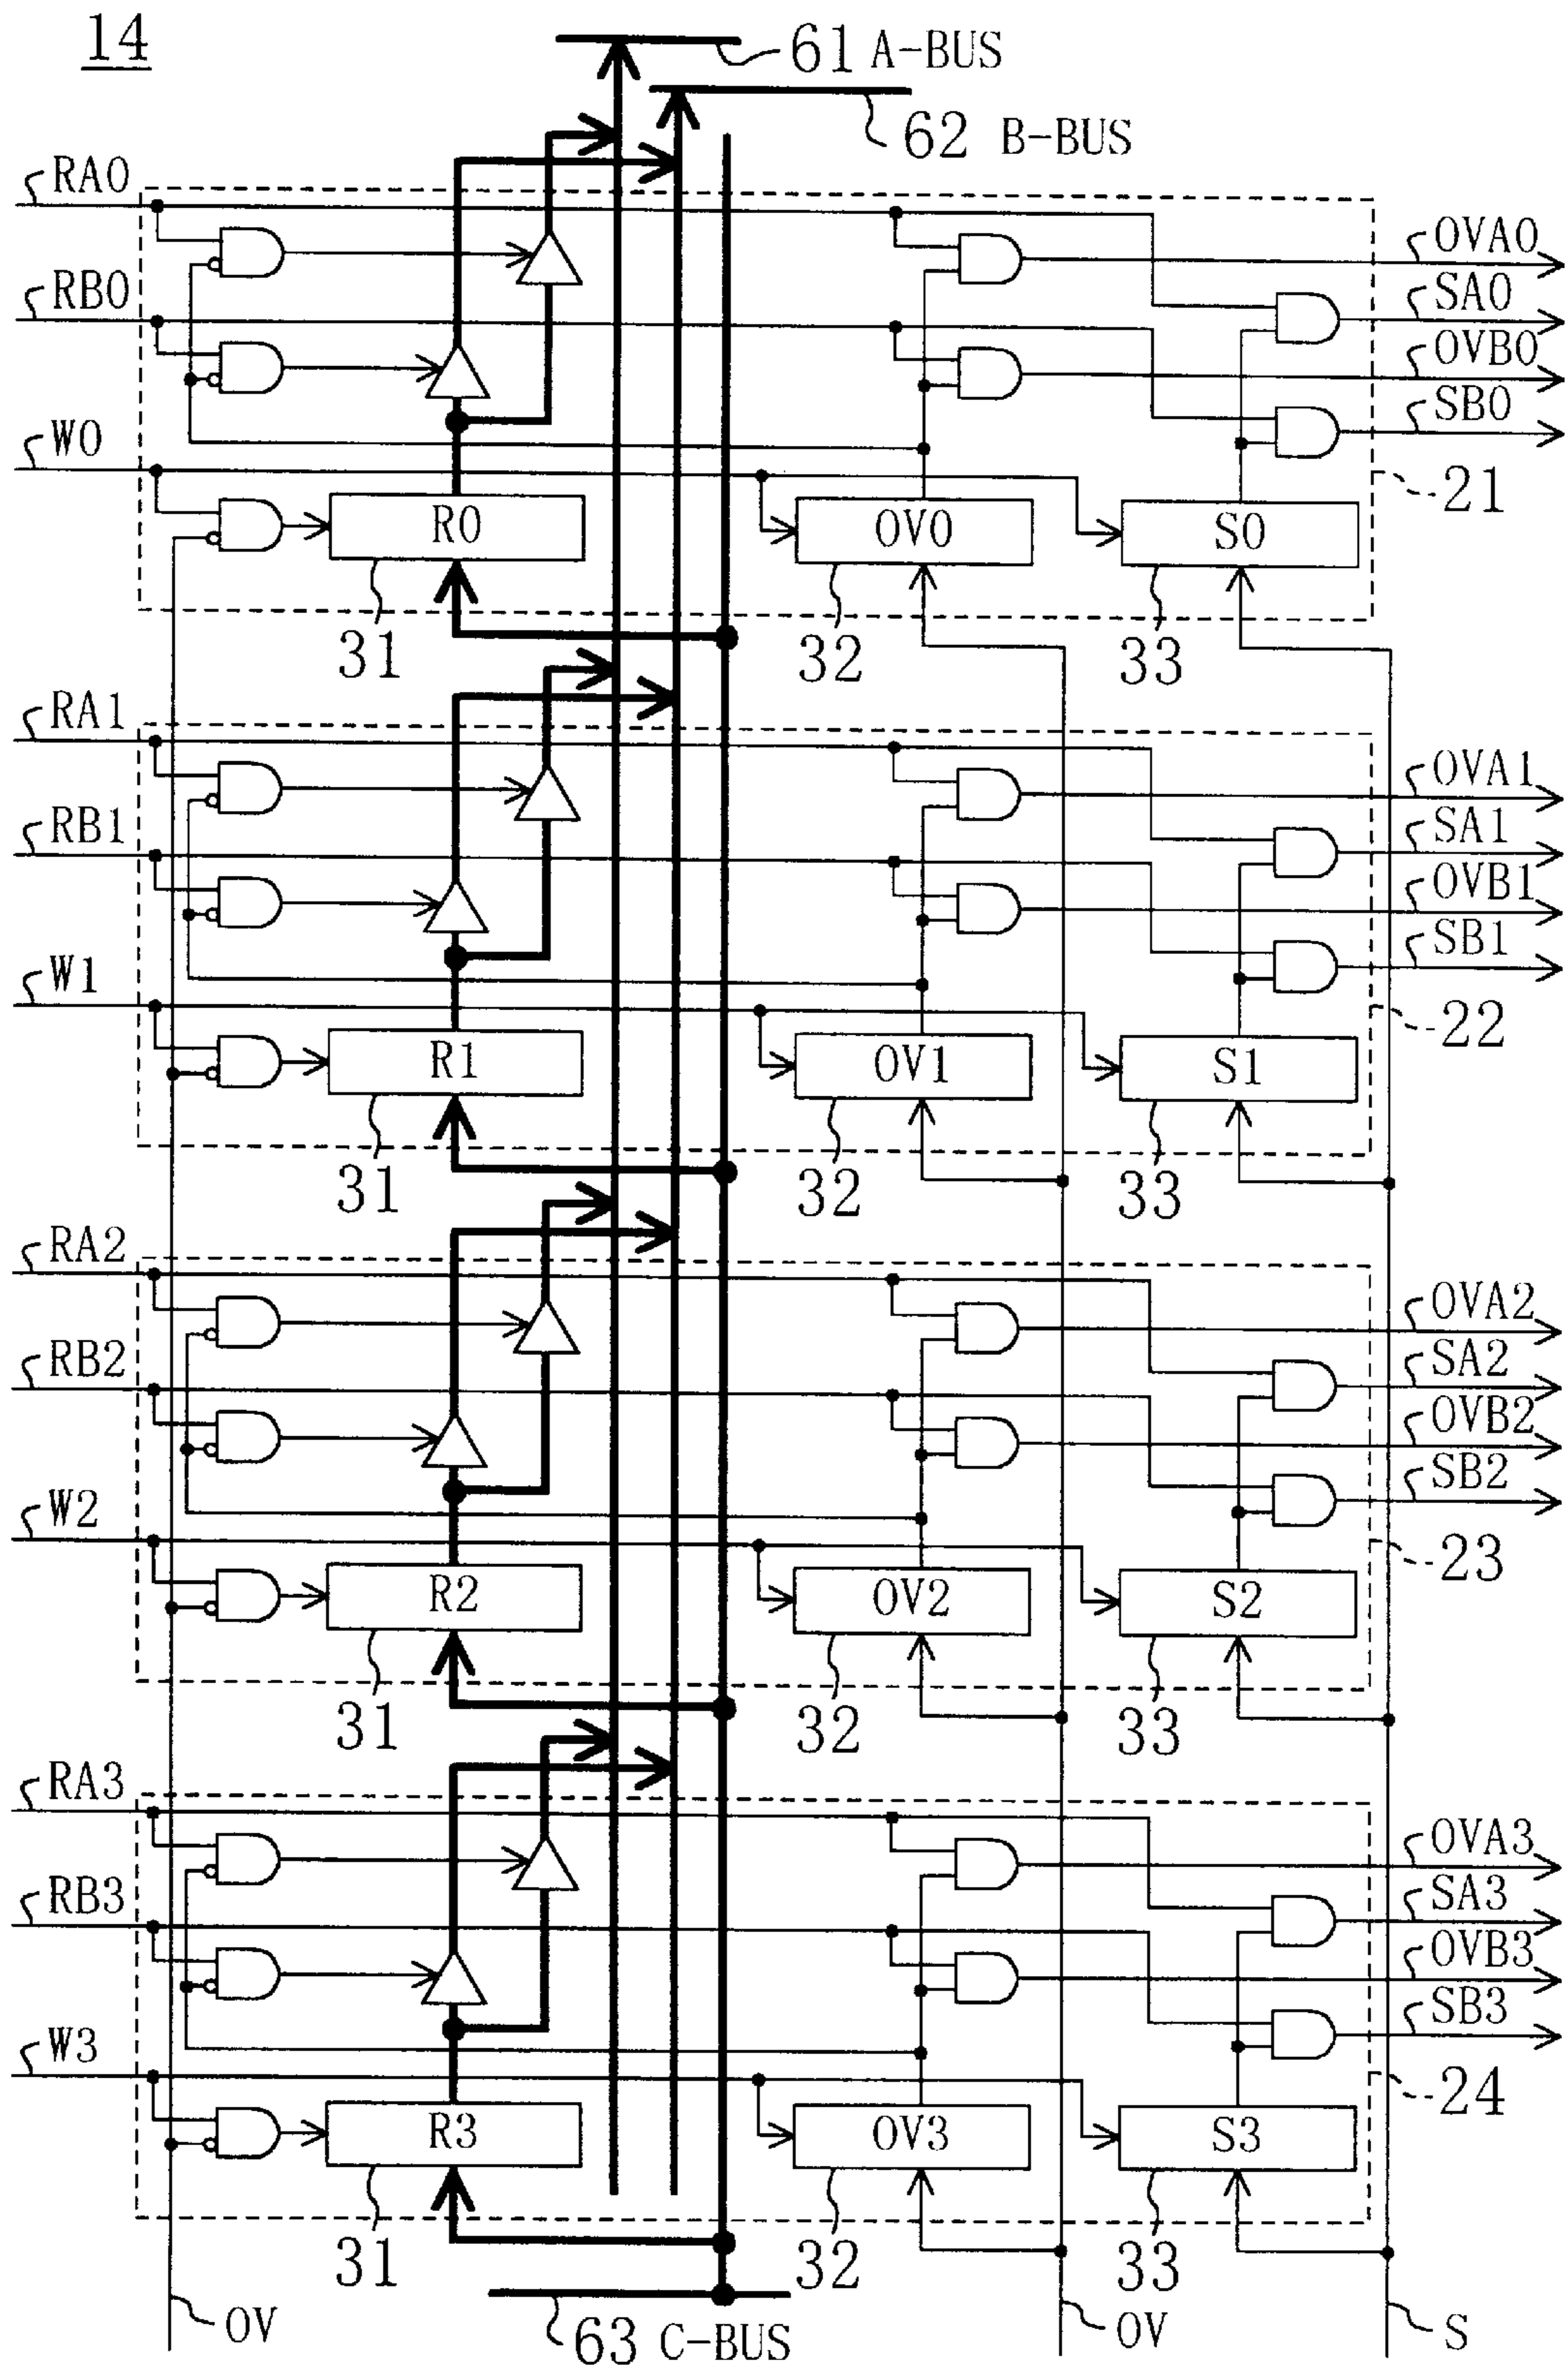 14
61 A-BUS
62 B-BUS
RA0
OVA0
RB0
SA0
OVB0
SB0
W0
21
R0
OV0
S0
31
32
33
RA1
OVA1
RB1
SA1
OVB1
SB1
W1
22
R1
OV1
S1
31
32
33
RA2
OVA2
RB2
SA2
OVB2
SB2
W2
23
R2
OV2
S2
31
32
33
RA3
OVA3
RB3
SA3
OVB3
SB3
W3
24
R3
OV3
S3
31
32
33
OV
63 C-BUS
OV
S